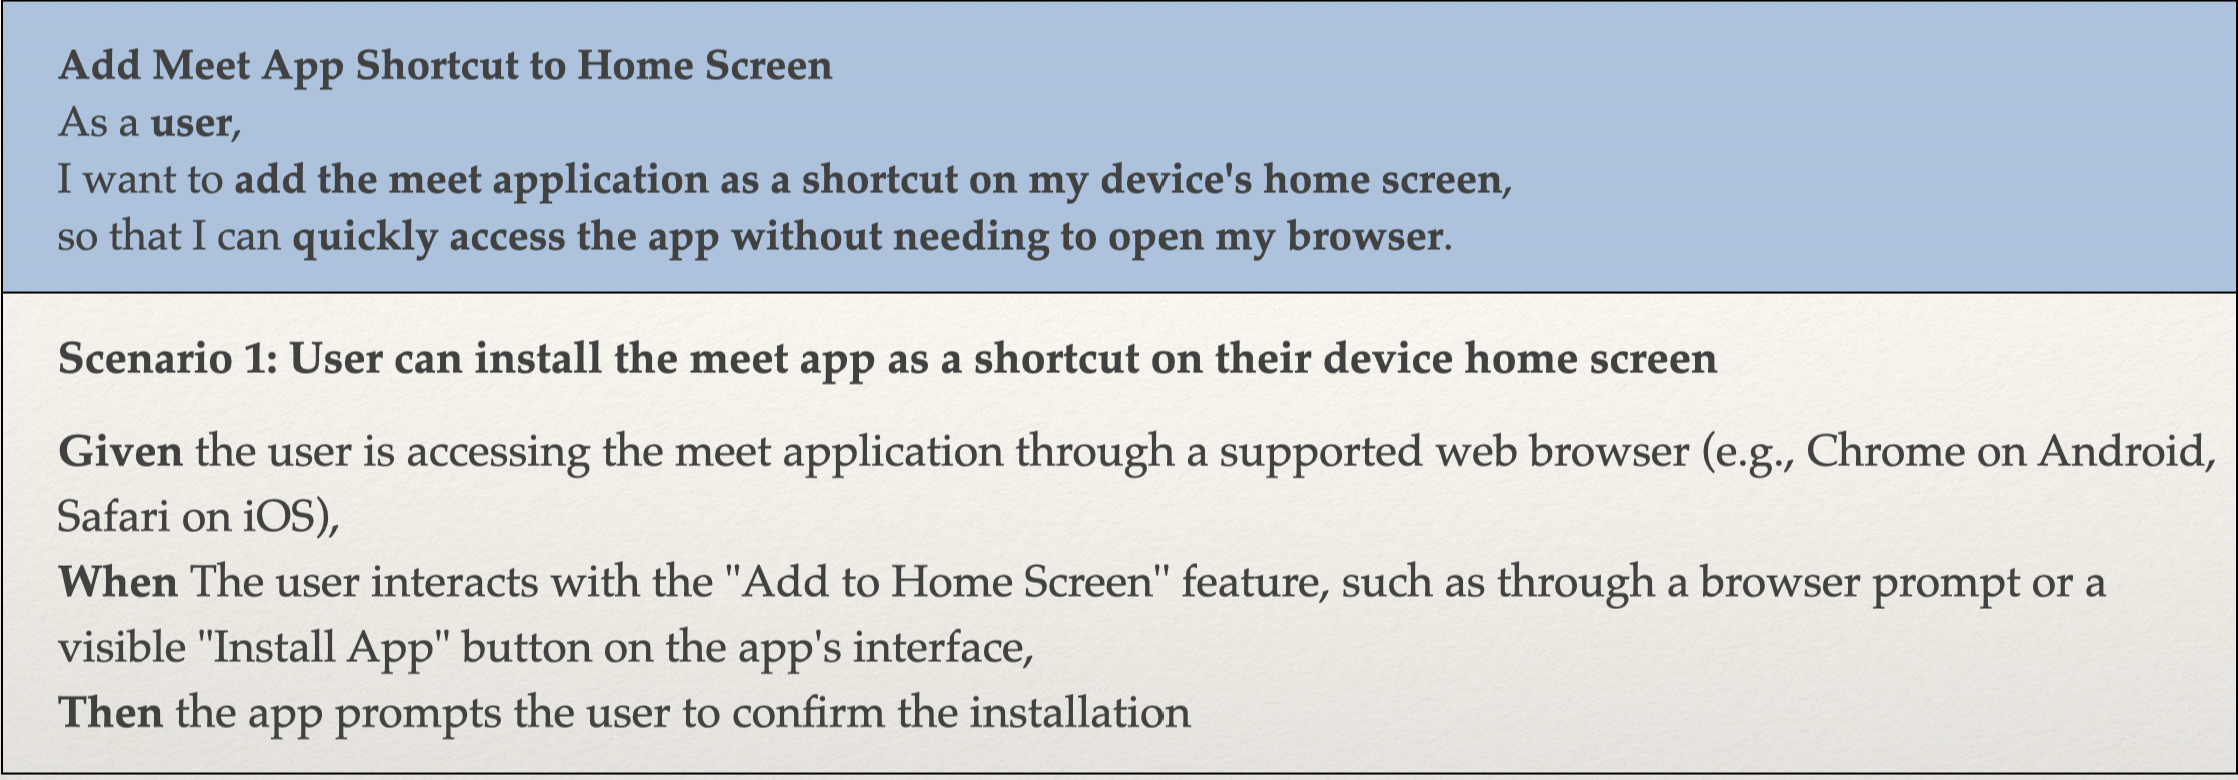 Add Meet App Shortcut to Home Screen
As a user,
I want to add the meet application as a shortcut on my device's home screen,
so that I can quickly access the app without needing to open my browser.
Scenario 1: User can install the meet app as a shortcut on their device home screen
Given the user is accessing the meet application through a supported web browser (e.g., Chrome on Android,
Safari on iOS),
When The user interacts with the "Add to Home Screen" feature, such as through a browser prompt or a
visible "Install App" button on the app's interface,
Then the app prompts the user to confirm the installation